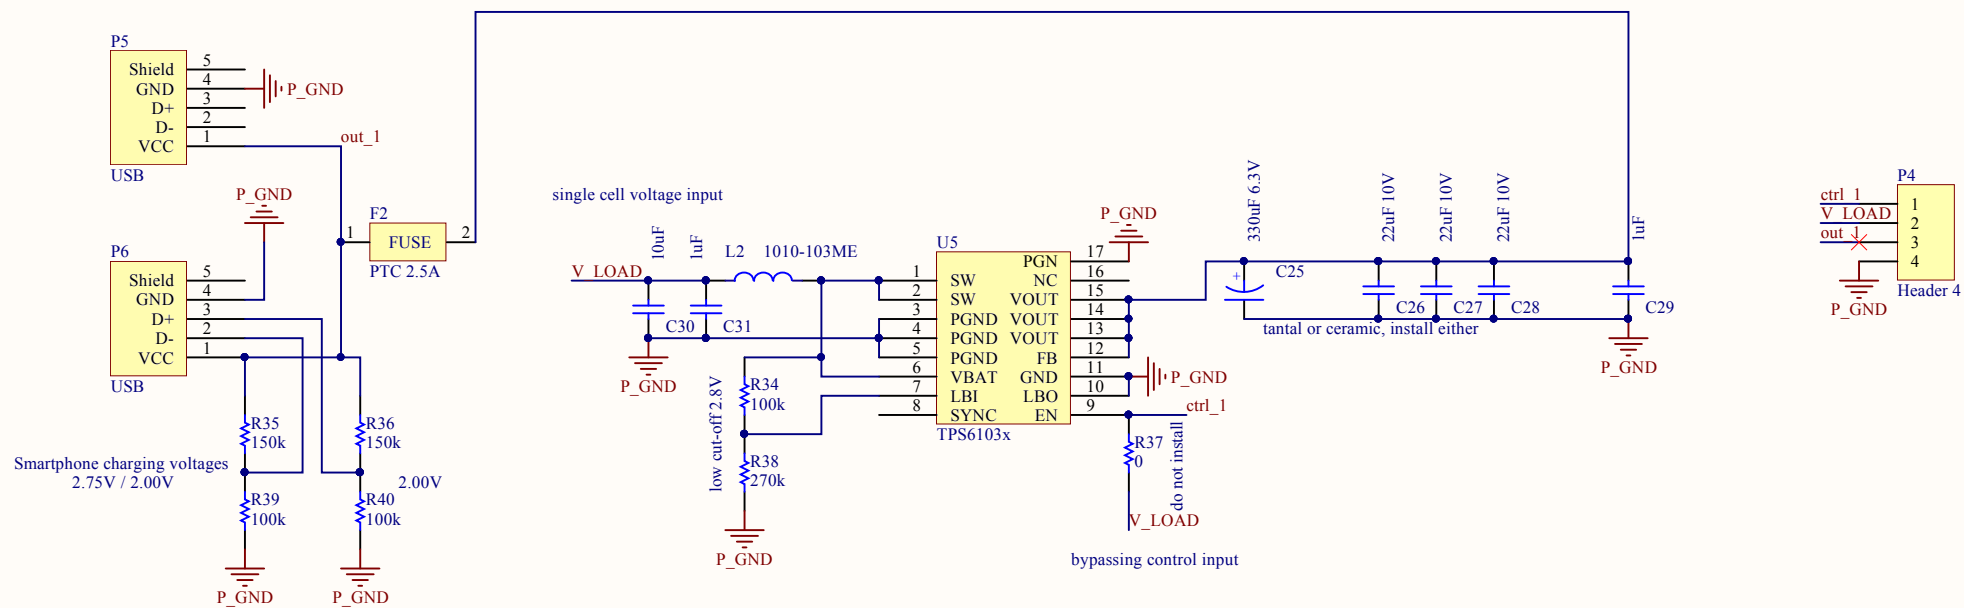 P5
Shield 5
GND 4
D+ 3
D- 2
VCC 1
USB
P_GND
out_1
P_GND
P6
Shield 5
GND 4
D+ 3
D- 2
VCC 1
USB
F2
1 FUSE 2
PTC 2.5A
R35
150k
R36
150k
Smartphone charging voltages
2.75V / 2.00V
2.00V
R39
100k
R40
100k
P_GND
P_GND
single cell voltage input
V_LOAD
10uF
1uF
L2 1010-103ME
C30
C31
P_GND
low cut-off 2.8V
R34
100k
R38
270k
P_GND
U5
P_GND
PGN 17
1 SW NC 16
2 SW VOUT 15
3 PGND VOUT 14
4 PGND VOUT 13
5 PGND FB 12
6 VBAT GND 11
7 LBI LBO 10
8 SYNC EN 9
TPS6103x
P_GND
ctrl_1
R37
0
do not install
V_LOAD
bypassing control input
330uF 6.3V
22uF 10V
22uF 10V
22uF 10V
1uF
+
C25
C26
C27
C28
C29
tantal or ceramic, install either
P_GND
P4
ctrl_1 1
V_LOAD 2
out_1 3
4
Header 4
P_GND